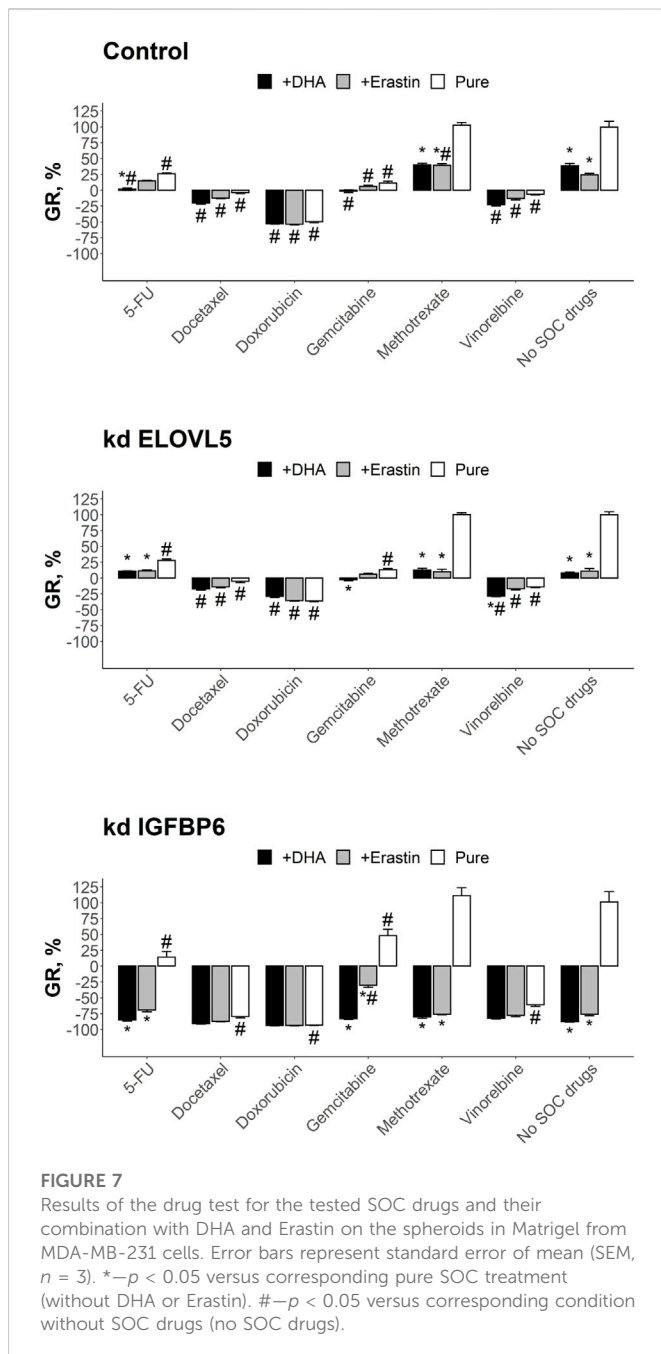 Control
+DHA +Erastin Pure
GR, %
125
100
75
50
25
0
-25
-50
-75
-100
*# #
# #
* *#
* *
# # #
# # #
#
# # #
5-FU Docetaxel Doxorubicin Gemcitabine Methotrexate Vinorelbine No SOC drugs
kd ELOVL5
+DHA +Erastin Pure
GR, %
125
100
75
50
25
0
-25
-50
-75
-100
* * #
#
* *
* *
# # #
# # #
*
*# # #
5-FU Docetaxel Doxorubicin Gemcitabine Methotrexate Vinorelbine No SOC drugs
kd IGFBP6
+DHA +Erastin Pure
GR, %
125
100
75
50
25
0
-25
-50
-75
-100
#
#
* *
#
#
* *#
* *
#
* *
5-FU Docetaxel Doxorubicin Gemcitabine Methotrexate Vinorelbine No SOC drugs
FIGURE 7
Results of the drug test for the tested SOC drugs and their
combination with DHA and Erastin on the spheroids in Matrigel from
MDA-MB-231 cells. Error bars represent standard error of mean (SEM,
n = 3). *—p < 0.05 versus corresponding pure SOC treatment
(without DHA or Erastin). #—p < 0.05 versus corresponding condition
without SOC drugs (no SOC drugs).